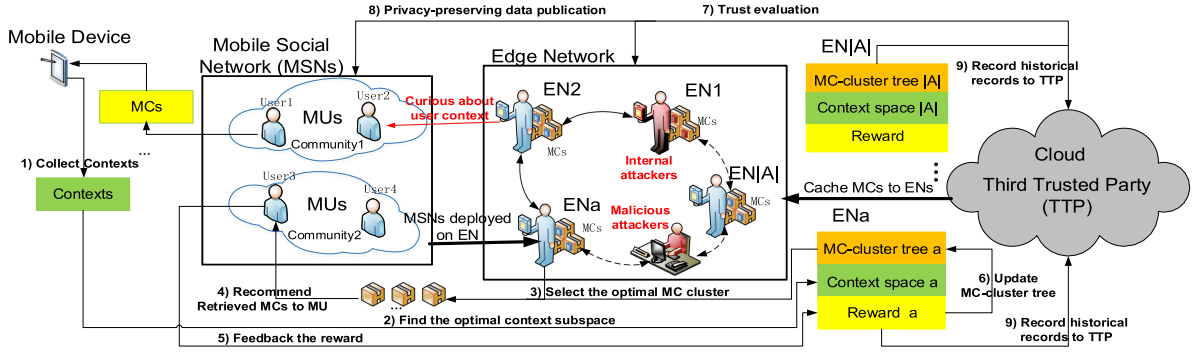 8) Privacy-preserving data publication
7) Trust evaluation
Mobile Device
Mobile Social
Network (MSNs)
Edge Network
EN|A|
9) Record historical
records to TTP
MC-cluster tree |A|
Context space |A|
Reward
MCs
User1
User2
MUs
Community1
Curious about
user context
EN2
MCs
EN1
MCs
...
1) Collect Contexts
Contexts
Internal
attackers
EN|A|
MCs
Cloud
Third Trusted Party
(TTP)
Cache MCs to ENs
User3
User4
MUs
Community2
MSNs deployed
on EN
ENa
MCs
Malicious
attackers
ENa
MC-cluster tree a
Context space a
Reward a
6) Update
MC-cluster tree
4) Recommend
Retrieved MCs to MU
...
3) Select the optimal MC cluster
2) Find the optimal context subspace
5) Feedback the reward
9) Record historical
records to TTP